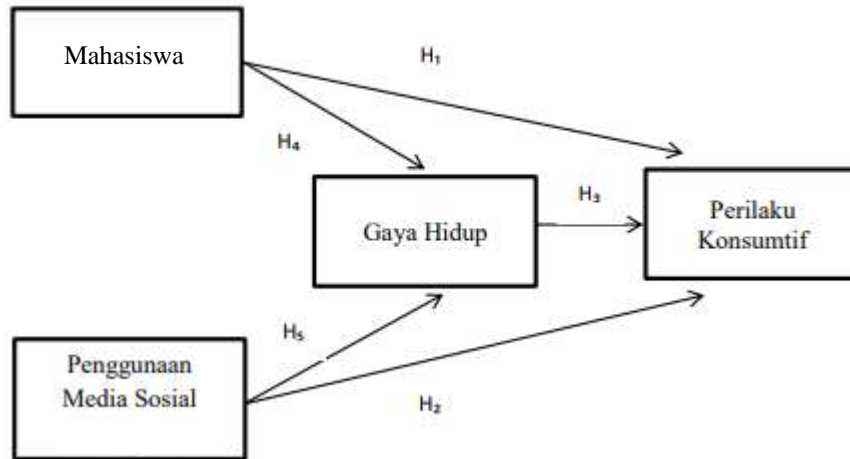 Mahasiswa
H₁
H₄
Gaya Hidup
H₃
Perilaku
Konsumtif
H₅
Penggunaan
Media Sosial
H₂